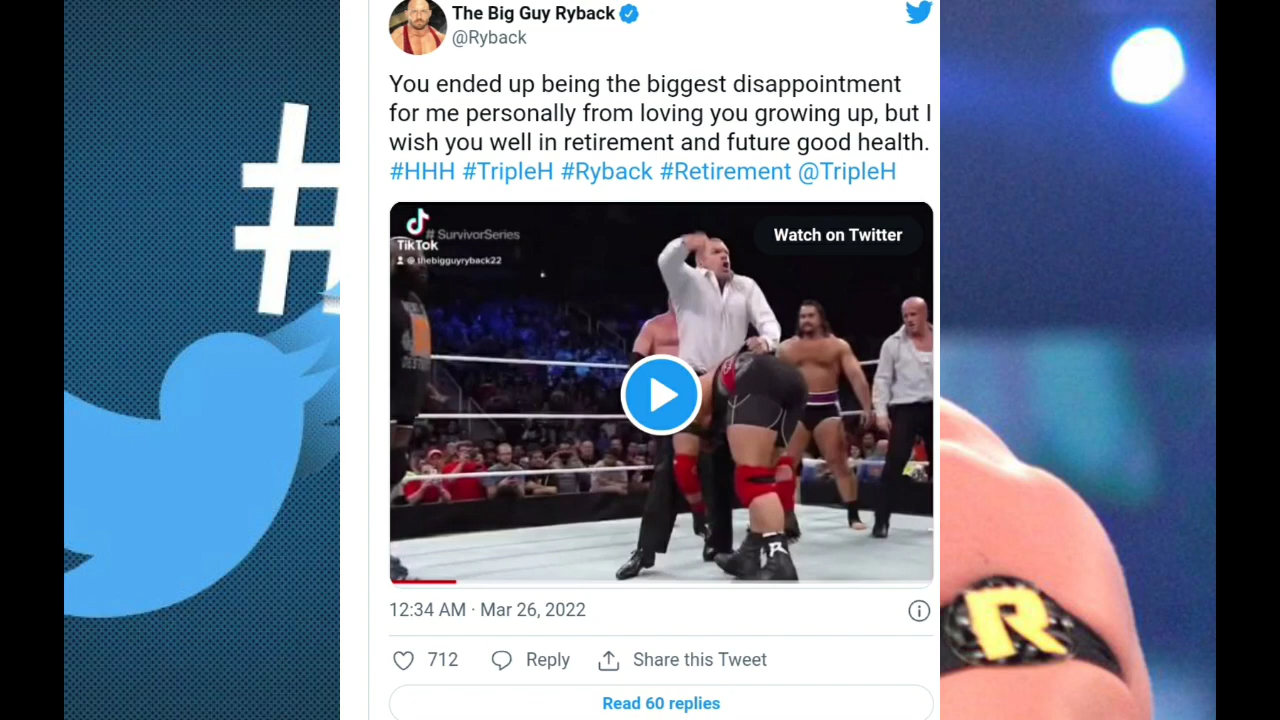 #
The Big Guy Ryback
@Ryback
You ended up being the biggest disappointment
for me personally from loving you growing up, but I
wish you well in retirement and future good health.
#HHH #TripleH #Ryback #Retirement @TripleH
# SurvivorSeries
TikTok
@thebigguyryback22
Watch on Twitter
12:34 AM · Mar 26, 2022
712 Reply Share this Tweet
Read 60 replies
R